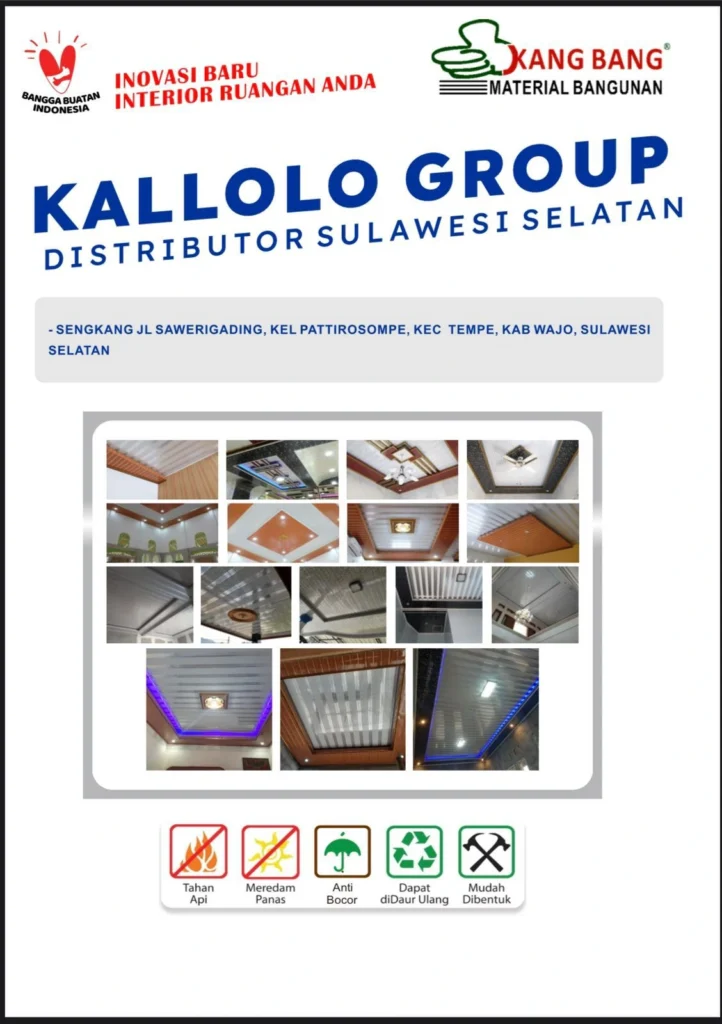 BANGGA BUATAN
INDONESIA
INOVASI BARU
INTERIOR RUANGAN ANDA
KANG BANG®
MATERIAL BANGUNAN
KALLOLO GROUP
DISTRIBUTOR SULAWESI SELATAN
- SENGKANG JL SAWERIGADING, KEL PATTIROSOMPE, KEC TEMPE, KAB WAJO, SULAWESI
SELATAN
Tahan
Api
Meredam
Panas
Anti
Bocor
Dapat
diDaur Ulang
Mudah
Dibentuk